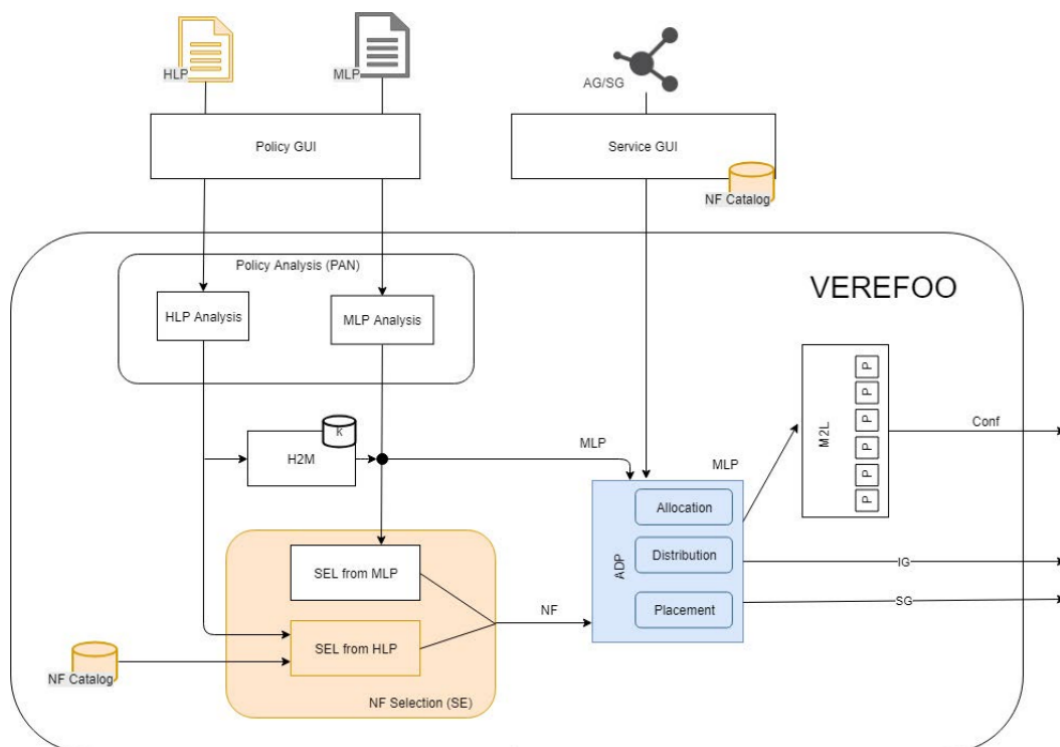 HLP
MLP
AG/SG
Policy GUI
Service GUI
NF Catalog
Policy Analysis (PAN)
VEREFOO
HLP Analysis
MLP Analysis
P
P
P
P
P
P
M2L
Conf
K
H2M
MLP
MLP
Allocation
ADP
Distribution
Placement
IG
SG
SEL from MLP
NF
SEL from HLP
NF Catalog
NF Selection (SE)